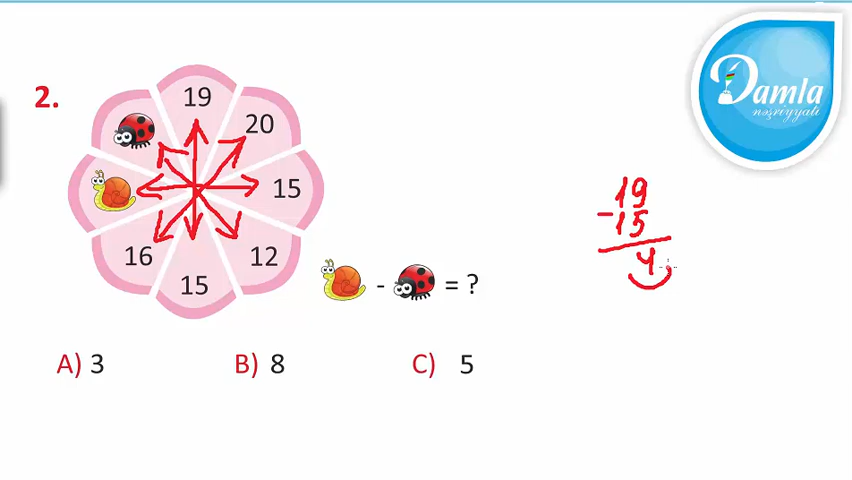 Damla
nəşriyyatı
2.
19
20
15
12
15
16
- = ?
19
-15
4
A) 3 B) 8 C) 5